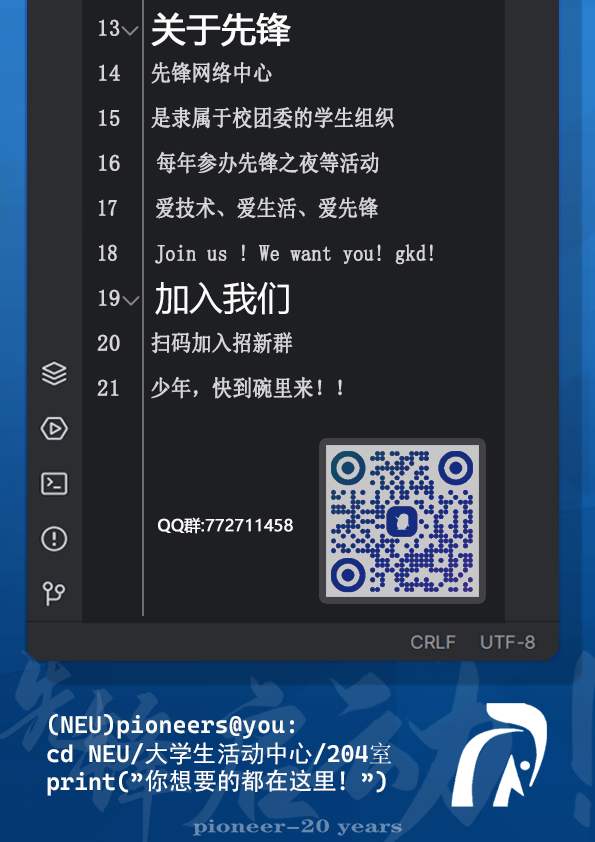 13 关于先锋
14 先锋网络中心
15 是隶属于校团委的学生组织
16 每年参办先锋之夜等活动
17 爱技术、爱生活、爱先锋
18 Join us ! We want you! gkd!
19 加入我们
20 扫码加入招新群
21 少年，快到碗里来！！
QQ群:772711458
CRLF UTF-8
(NEU)pioneers@you:
cd NEU/大学生活动中心/204室
print(”你想要的都在这里！”)
pioneer-20 years